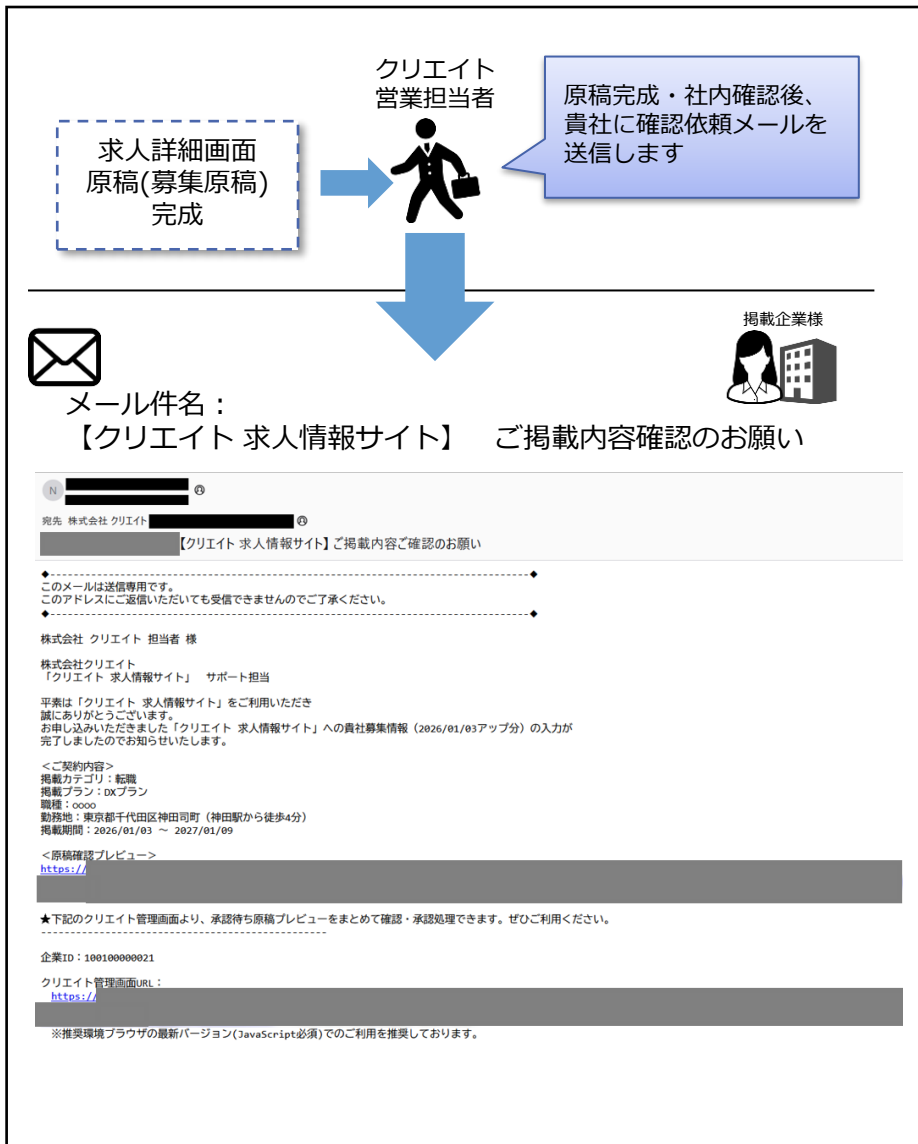 クリエイト
営業担当者
原稿完成・社内確認後、
貴社に確認依頼メールを
送信します
求人詳細画面
原稿(募集原稿)
完成
掲載企業様
メール件名：
【クリエイト 求人情報サイト】　ご掲載内容確認のお願い
N
宛先 株式会社 クリエイト
【クリエイト 求人情報サイト】ご掲載内容ご確認のお願い
◆------------------------------------------------------------------------------◆
このメールは送信専用です。
このアドレスにご返信いただいても受信できませんのでご了承ください。
◆------------------------------------------------------------------------------◆
株式会社 クリエイト 担当者 様
株式会社クリエイト
「クリエイト 求人情報サイト」　サポート担当
平素は「クリエイト 求人情報サイト」をご利用いただき
誠にありがとうございます。
お申し込みいただきました「クリエイト 求人情報サイト」への貴社募集情報（2026/01/03アップ分）の入力が
完了しましたのでお知らせいたします。
＜ご契約内容＞
掲載カテゴリ：転職
掲載プラン：DXプラン
職種：oooo
勤務地：東京都千代田区神田司町（神田駅から徒歩4分）
掲載期間：2026/01/03 ～ 2027/01/09
＜原稿確認プレビュー＞
https://
★下記のクリエイト管理画面より、承認待ち原稿プレビューをまとめて確認・承認処理できます。ぜひご利用ください。
-----------------------------------------------
企業ID：100100000021
クリエイト管理画面URL：
https://
※推奨環境ブラウザの最新バージョン(JavaScript必須)でのご利用を推奨しております。